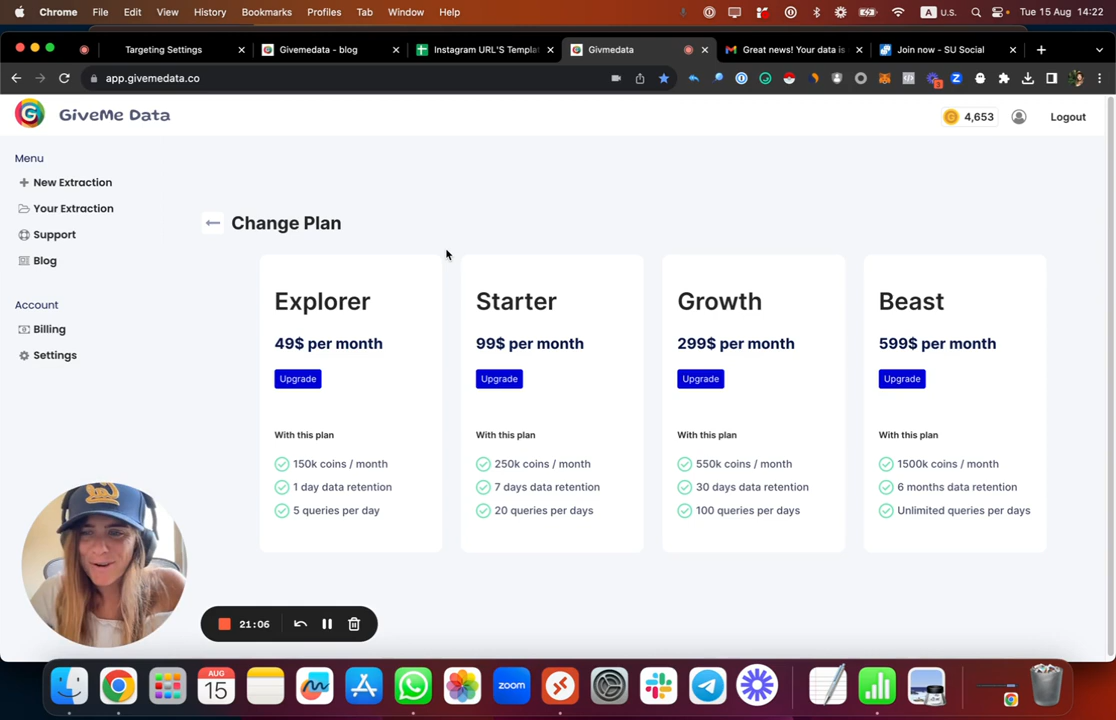 Chrome File Edit View History Bookmarks Profiles Tab Window Help A U.S. Tue 15 Aug 14:22
Targeting Settings Givemedata - blog Instagram URL'S Templat Givmedata Great news! Your data is Join now - SU Social
app.givemedata.co
GiveMe Data 4,653 Logout
Menu
New Extraction
Your Extraction
Support
Blog
Account
Billing
Settings
Change Plan
Explorer
49$ per month
Upgrade
With this plan
150k coins / month
1 day data retention
5 queries per day
Starter
99$ per month
Upgrade
With this plan
250k coins / month
7 days data retention
20 queries per days
Growth
299$ per month
Upgrade
With this plan
550k coins / month
30 days data retention
100 queries per days
Beast
599$ per month
Upgrade
With this plan
1500k coins / month
6 months data retention
Unlimited queries per days
21:06
AUG
15
zoom